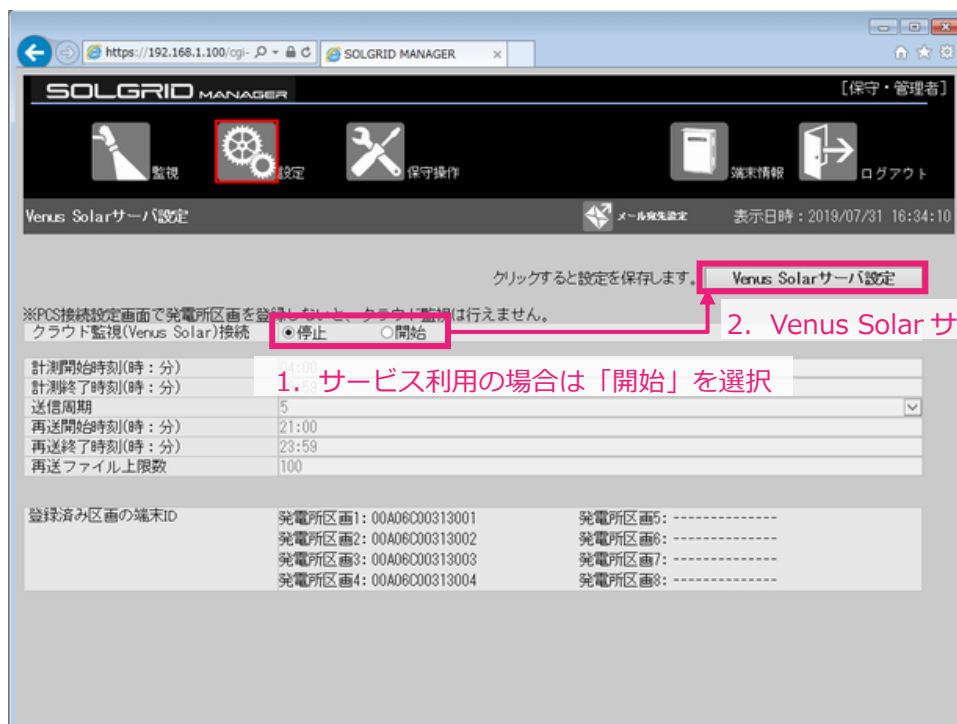 https://192.168.1.100/cgi-
SOLGRID MANAGER
SOLGRID MANAGER
[保守・管理者]
監視
設定
保守操作
端末情報
ログアウト
Venus Solarサーバ設定
メール宛先設定
表示日時:2019/07/31 16:34:10
クリックすると設定を保存します。
Venus Solarサーバ設定
※PCS接続設定画面で発電所区画を登録しないと、クラウド監視は行えません。
クラウド監視(Venus Solar)接続
停止
開始
2. Venus Solar サ
計測開始時刻(時:分)
1. サービス利用の場合は「開始」を選択
計測終了時刻(時:分)
送信周期
5
再送開始時刻(時:分)
21:00
再送終了時刻(時:分)
23:59
再送ファイル上限数
100
登録済み区画の端末ID
発電所区画1: 00A06C00313001
発電所区画5: --------------
発電所区画2: 00A06C00313002
発電所区画6: --------------
発電所区画3: 00A06C00313003
発電所区画7: --------------
発電所区画4: 00A06C00313004
発電所区画8: --------------